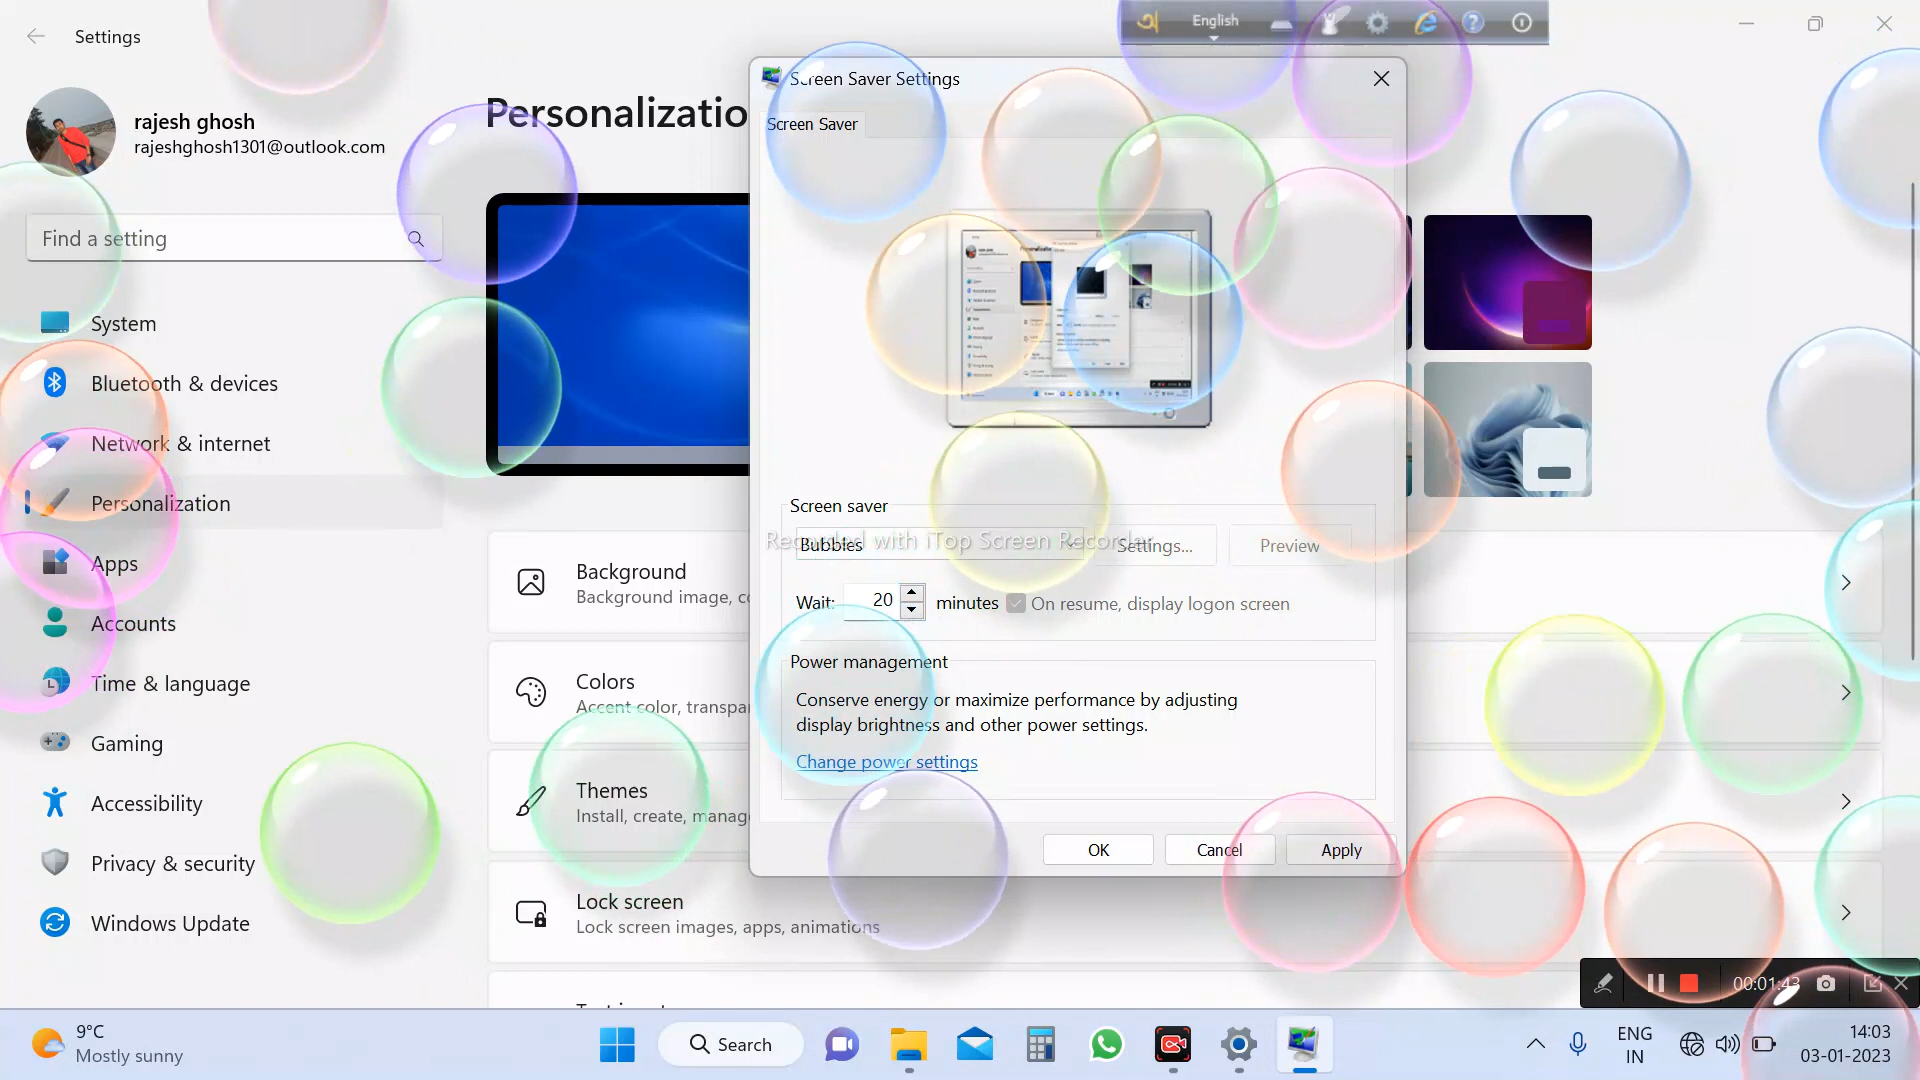 Settings
rajesh ghosh
rajeshghosh1301@outlook.com
Find a setting
System
Bluetooth & devices
Network & internet
Personalization
Apps
Accounts
Time & language
Gaming
Accessibility
Privacy & security
Windows Update
Personalizatio
Background
Background image, co
Colors
Accent color, transpa
Themes
Install, create, manag
Lock screen
Lock screen images, apps, animations
অ English
Screen Saver Settings
Screen Saver
Screen saver
Recorded with iTop Screen Recorder
Bubbles
Settings...
Preview
Wait: 20 minutes
On resume, display logon screen
Power management
Conserve energy or maximize performance by adjusting
display brightness and other power settings.
Change power settings
OK
Cancel
Apply
00:01:43
9°C
Mostly sunny
Search
ENG
IN
14:03
03-01-2023